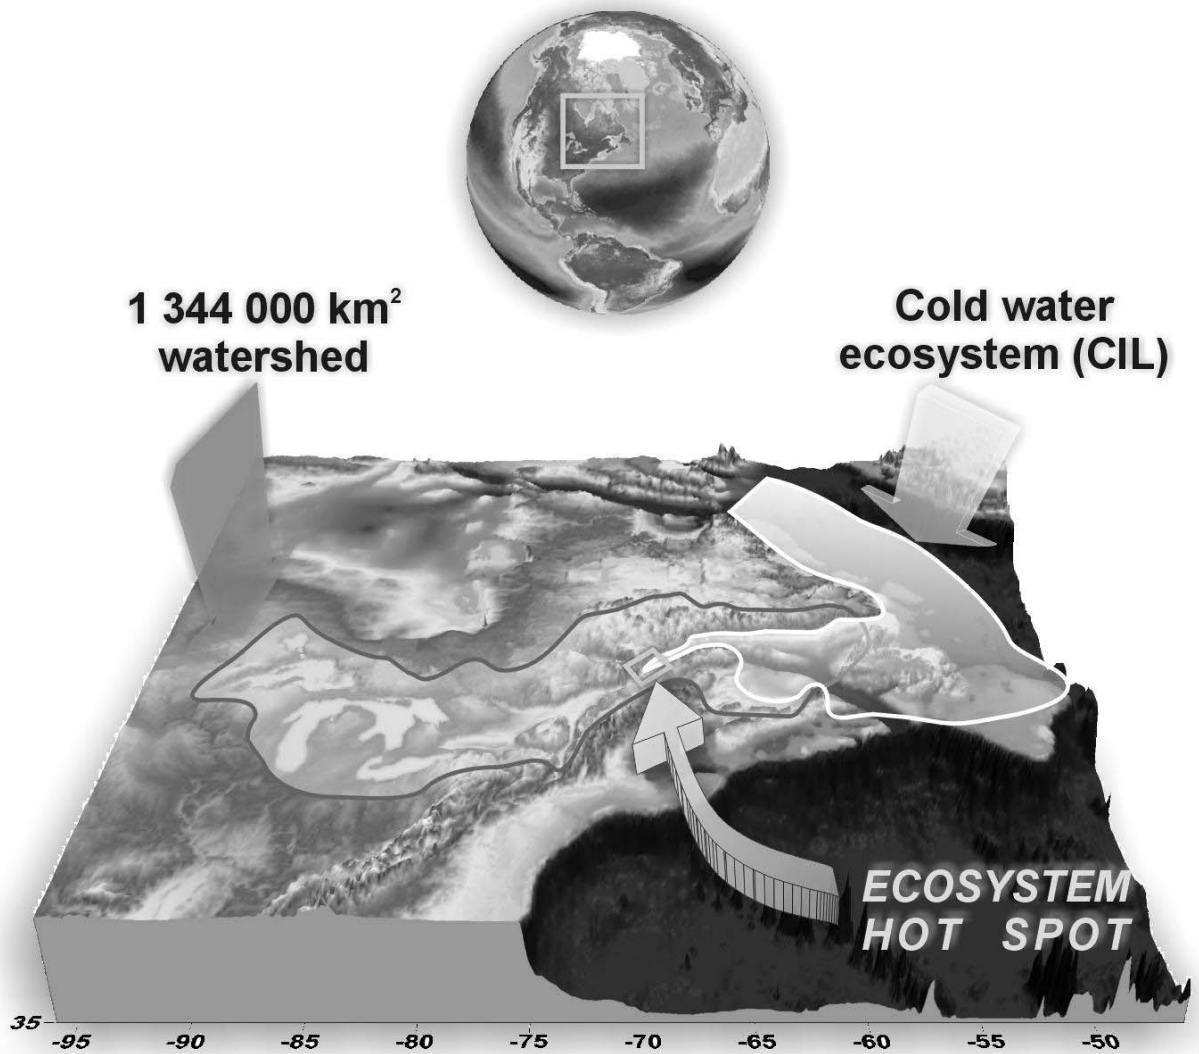 1 344 000 km²
watershed
Cold water
ecosystem (CIL)
ECOSYSTEM
HOT SPOT
35
-95 -90 -85 -80 -75 -70 -65 -60 -55 -50